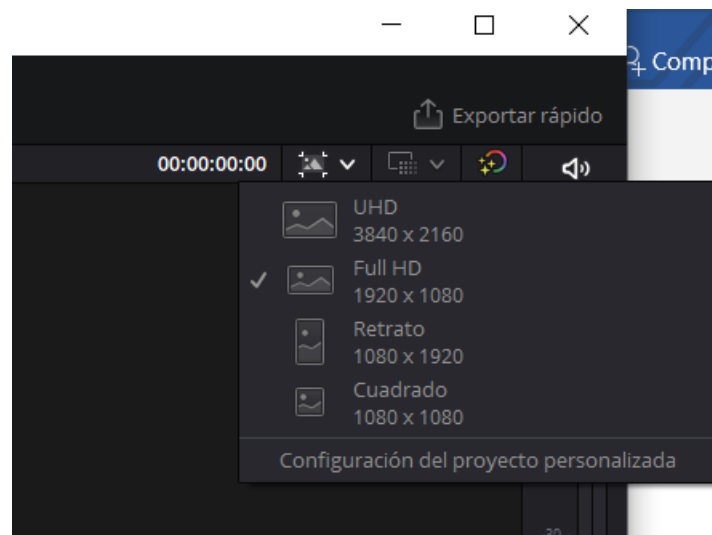 Comp
Exportar rápido
00:00:00:00
UHD
3840 x 2160
Full HD
1920 x 1080
Retrato
1080 x 1920
Cuadrado
1080 x 1080
Configuración del proyecto personalizada
30